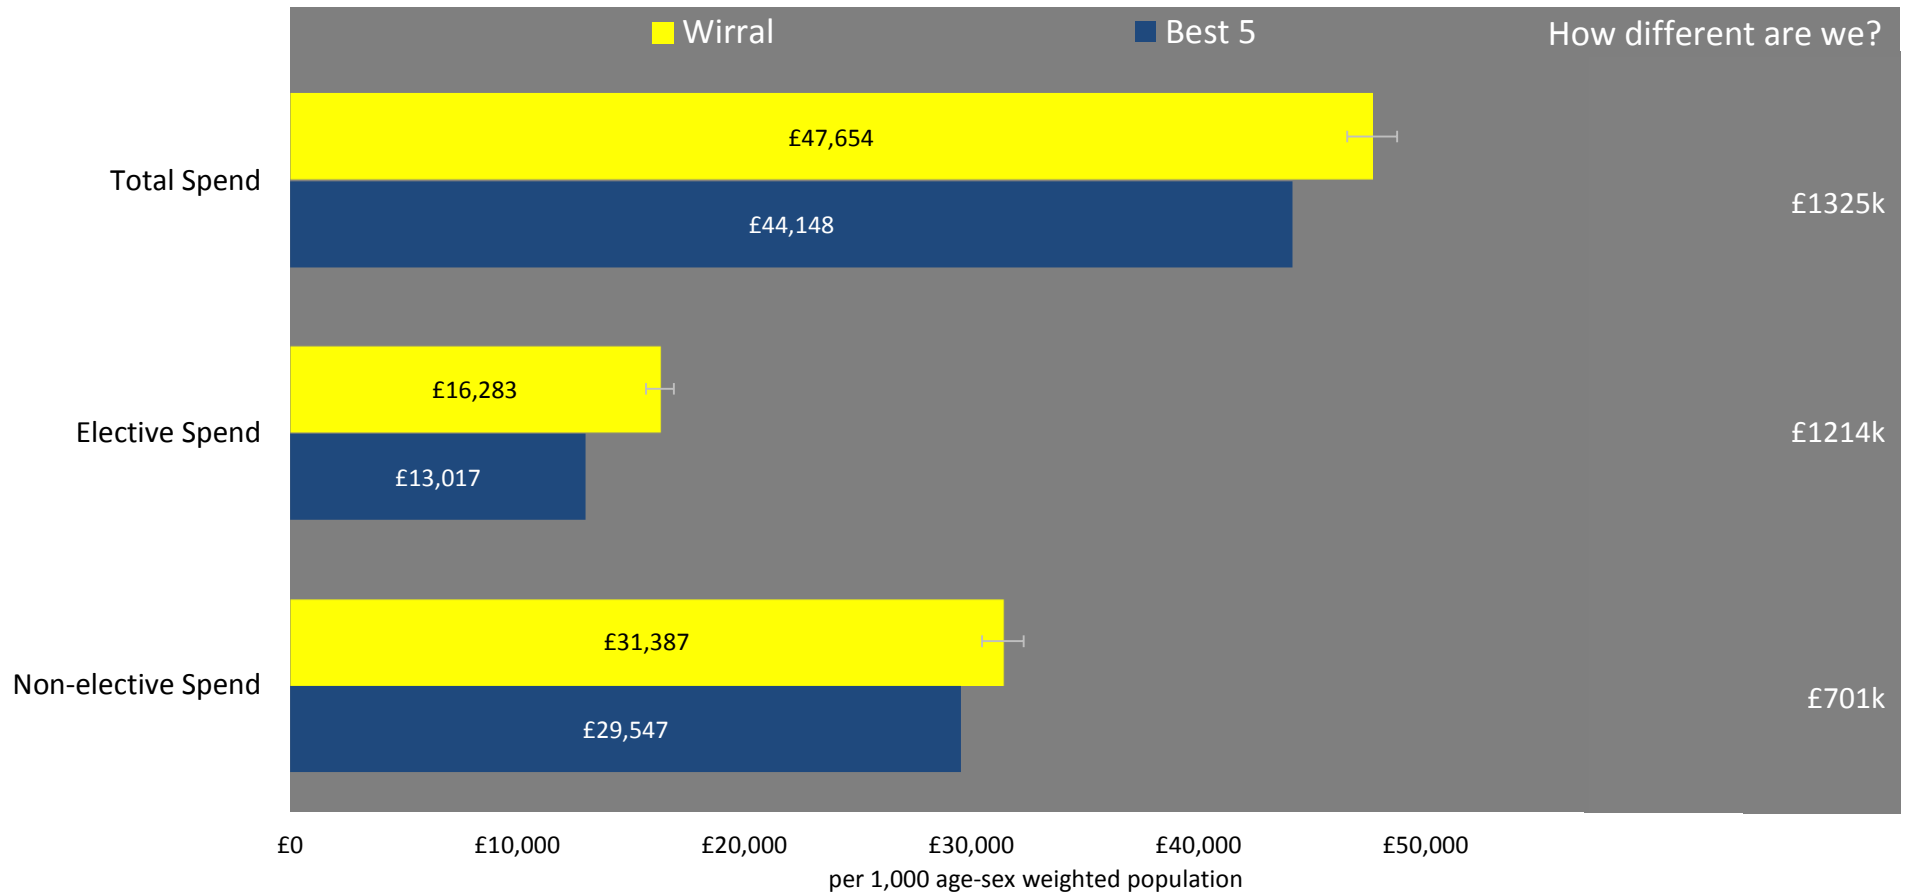 Wirral Best 5 How different are we?
Total Spend
£47,654
£44,148
£1325k
Elective Spend
£16,283
£13,017
£1214k
Non-elective Spend
£31,387
£29,547
£701k
£0 £10,000 £20,000 £30,000 £40,000 £50,000
per 1,000 age-sex weighted population